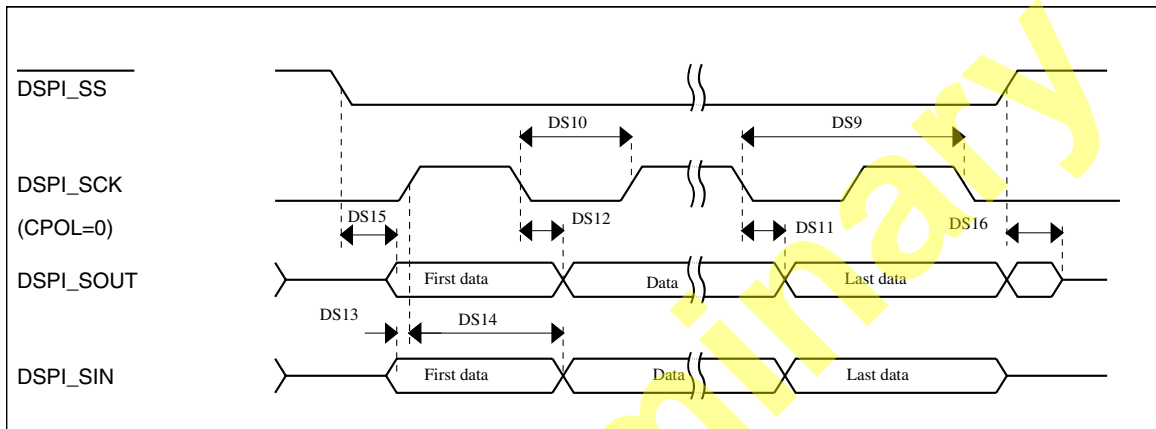 DSPI_SS
DS10
DS9
DSPI_SCK
(CPOL=0)
DS15
DS12
DS11
DS16
DSPI_SOUT
First data
Data
Last data
DS13
DS14
DSPI_SIN
First data
Data
Last data
minary